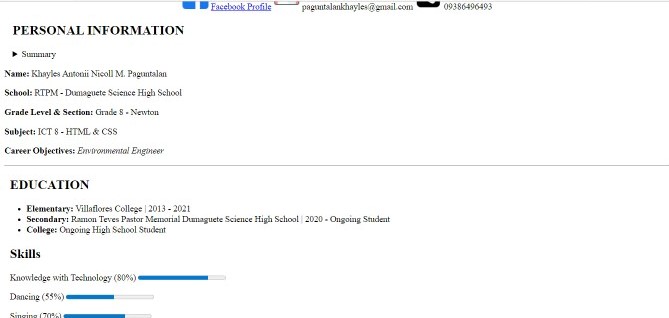 Facebook Profile paguntalankhayles@gmail.com 09386496493
PERSONAL INFORMATION
▶ Summary
Name: Khayles Antonii Nicoll M. Paguntalan
School: RTPM - Dumaguete Science High School
Grade Level & Section: Grade 8 - Newton
Subject: ICT 8 - HTML & CSS
Career Objectives: Environmental Engineer
EDUCATION
• Elementary: Villaflores College | 2013 - 2021
• Secondary: Ramon Teves Pastor Memorial Dumaguete Science High School | 2020 - Ongoing Student
• College: Ongoing High School Student
Skills
Knowledge with Technology (80%)
Dancing (55%)
Singing (70%)